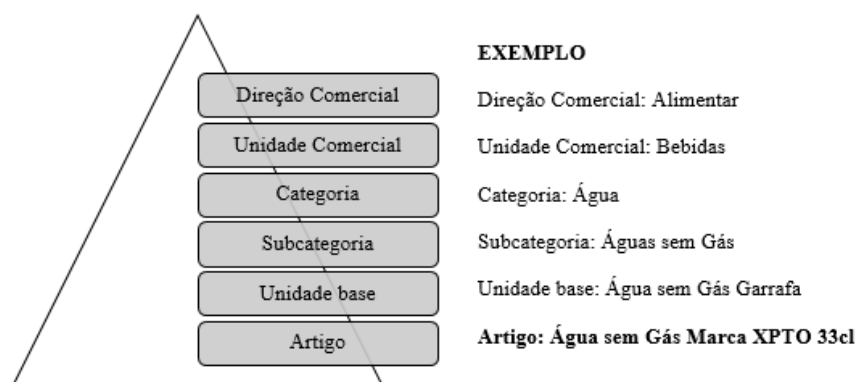 EXEMPLO
Direção Comercial
Direção Comercial: Alimentar
Unidade Comercial
Unidade Comercial: Bebidas
Categoria
Categoria: Água
Subcategoria
Subcategoria: Águas sem Gás
Unidade base
Unidade base: Água sem Gás Garrafa
Artigo
Artigo: Água sem Gás Marca XPTO 33cl